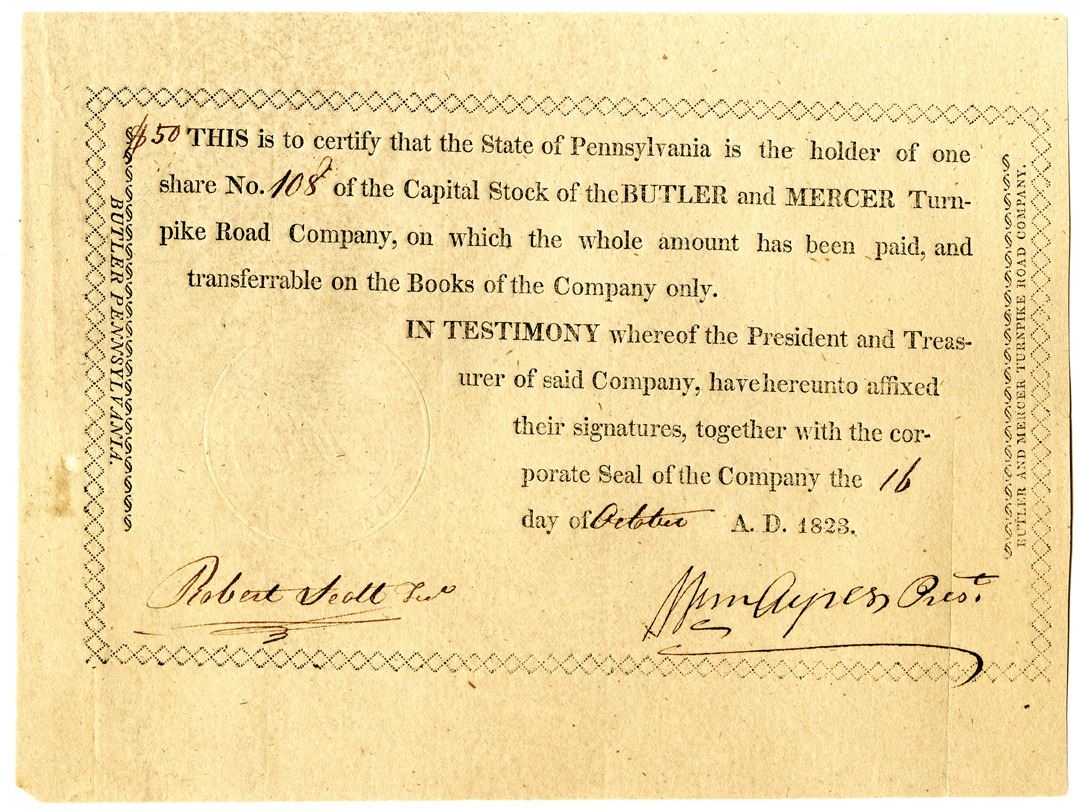 $50 THIS is to certify that the State of Pennsylvania is the holder of one
share No. 108 of the Capital Stock of the BUTLER and MERCER Turn-
pike Road Company, on which the whole amount has been paid, and
transferrable on the Books of the Company only.
IN TESTIMONY whereof the President and Treas-
urer of said Company, have hereunto affixed
their signatures, together with the cor-
porate Seal of the Company the 16
day of October A. D. 1823.
Robert Scott
Wm Ayres Prest.
BUTLER PENNSYLVANIA.
BUTLER AND MERCER TURNPIKE ROAD COMPANY.